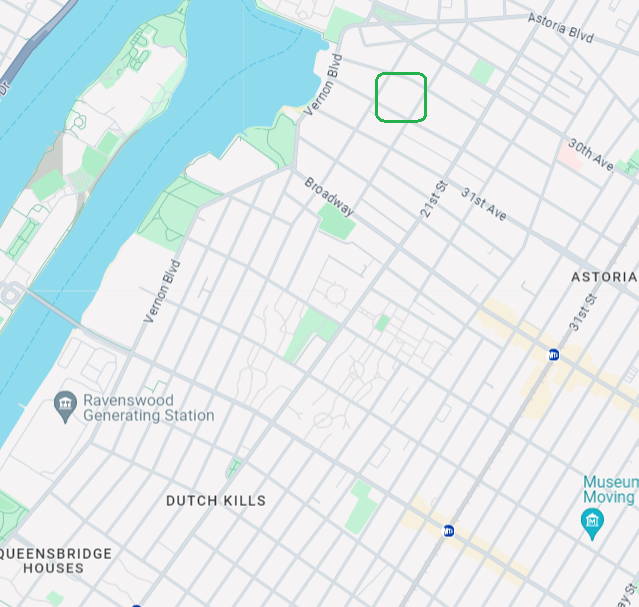 Astoria Blvd
Vernon Blvd
30th Ave
Broadway
21st St
31st Ave
ASTORIA
Vernon Blvd
31st St
Ravenswood
Generating Station
Museum
Moving
DUTCH KILLS
QUEENSBRIDGE
HOUSES